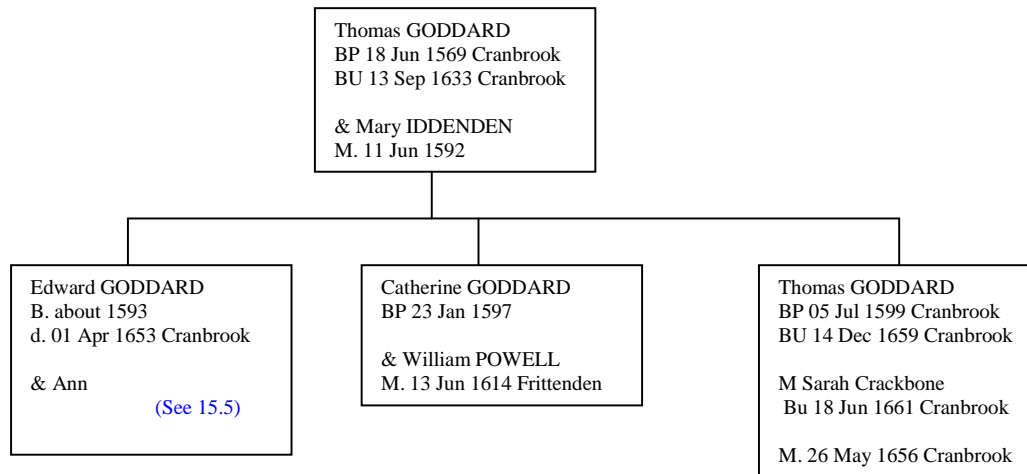 Thomas GODDARD
BP 18 Jun 1569 Cranbrook
BU 13 Sep 1633 Cranbrook
& Mary IDDENDEN
M. 11 Jun 1592
Edward GODDARD
B. about 1593
d. 01 Apr 1653 Cranbrook
& Ann
(See 15.5)
Catherine GODDARD
BP 23 Jan 1597
& William POWELL
M. 13 Jun 1614 Frittenden
Thomas GODDARD
BP 05 Jul 1599 Cranbrook
BU 14 Dec 1659 Cranbrook
M Sarah Crackbone
Bu 18 Jun 1661 Cranbrook
M. 26 May 1656 Cranbrook